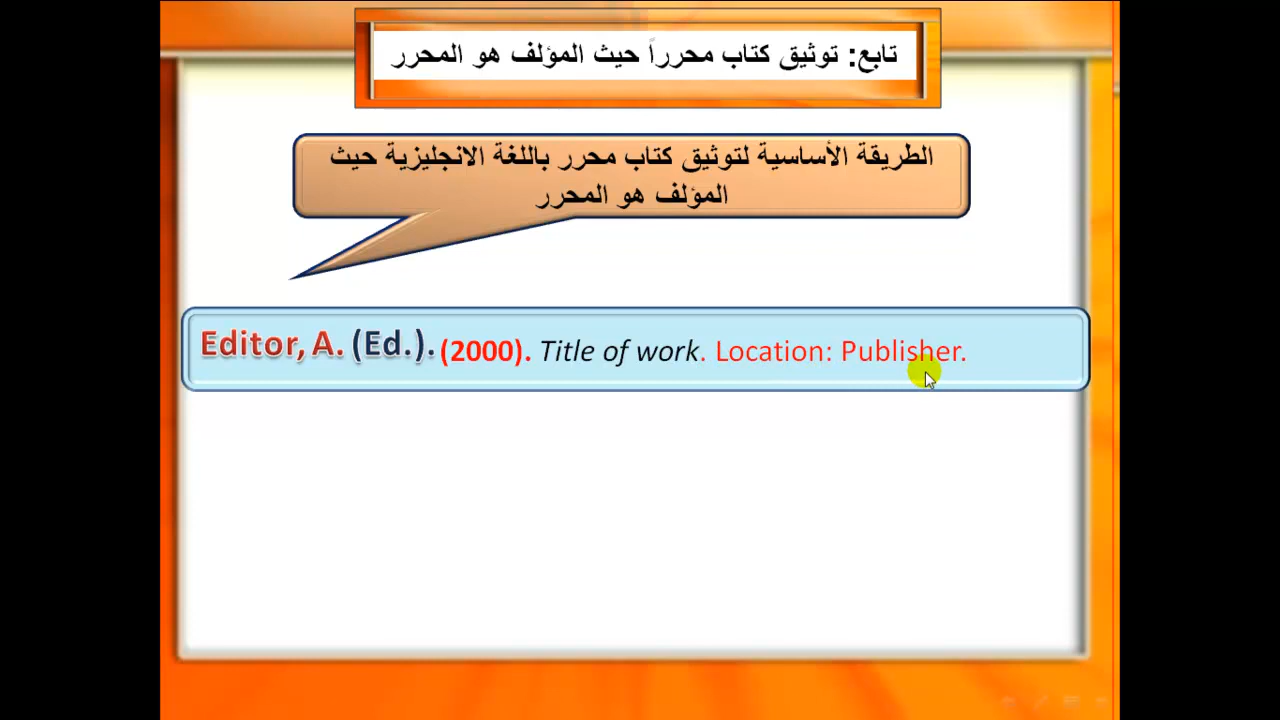 تابع: توثيق كتاب محرراً حيث المؤلف هو المحرر
الطريقة الأساسية لتوثيق كتاب محرر باللغة الانجليزية حيث
المؤلف هو المحرر
Editor, A. (Ed.). (2000). Title of work. Location: Publisher.